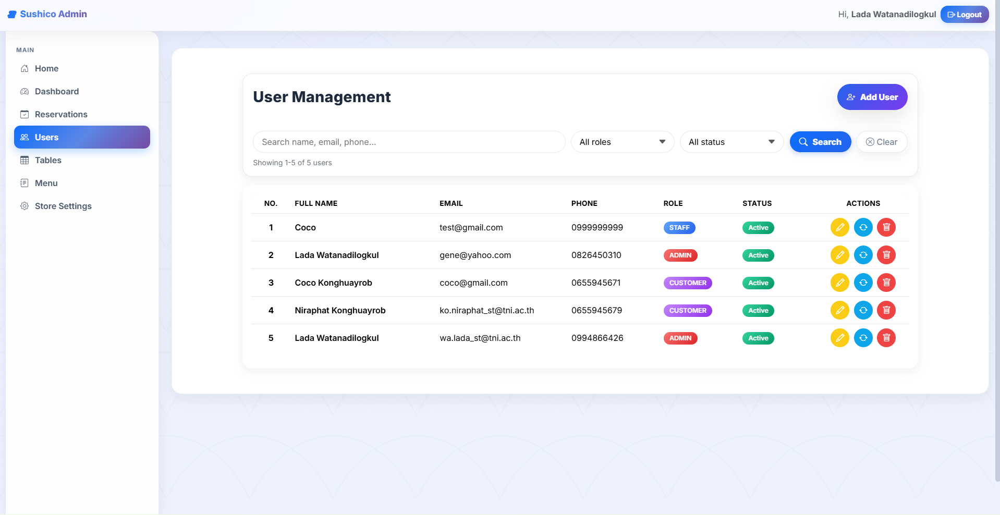 Sushico Admin
Hi, Lada Watanadilogkul
Logout
MAIN
Home
Dashboard
Reservations
Users
Tables
Menu
Store Settings
User Management
Add User
Search name, email, phone...
All roles
All status
Search
Clear
Showing 1-5 of 5 users
NO. FULL NAME EMAIL PHONE ROLE STATUS ACTIONS
1 Coco test@gmail.com 0999999999 STAFF Active
2 Lada Watanadilogkul gene@yahoo.com 0826450310 ADMIN Active
3 Coco Konghuayrob coco@gmail.com 0655945671 CUSTOMER Active
4 Niraphat Konghuayrob ko.niraphat_st@tni.ac.th 0655945679 CUSTOMER Active
5 Lada Watanadilogkul wa.lada_st@tni.ac.th 0994866426 ADMIN Active